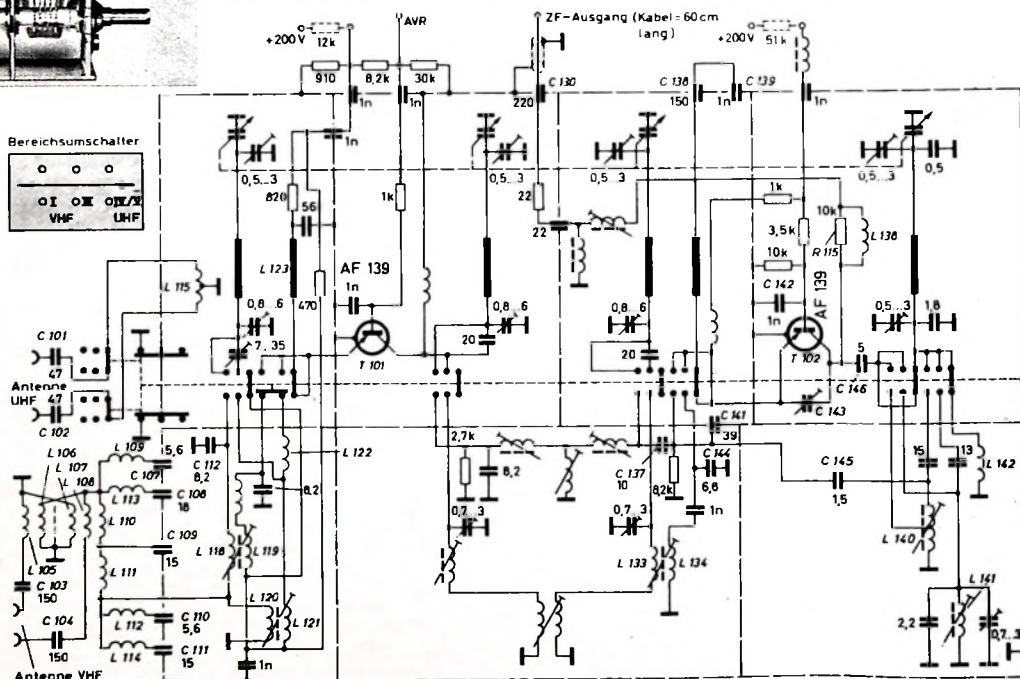 +200V
12k
AVR
ZF-Ausgang (Kabel = 60cm
lang)
+200V
51k
910
8,2k
30k
C 130
C 138
C 139
1n
1n
220
150
1n
1n
1n
Bereichsumschalter
I III IV/V
VHF UHF
0,5...3
0,5...3
0,5...3
0,5...3
0,5
820
56
1k
22
22
1k
3,5k
10k
10k
R 115
L 138
L 115
L 123
470
AF 139
1n
0,8...6
0,8...6
0,8...6
C 142
1n
AF 139
0,5...3
1,8
C 101
47
7...35
T 101
20
20
T 102
5
C 146
Antenne
UHF
47
C 102
C 143
L 109
5,6
C 107
C 112
8,2
L 122
2,7k
8,2
C 137
10
C 141
39
8,2k
C 144
6,8
C 145
1,5
15
13
L 142
L 106
L 107
L 108
L 113
C 108
18
L 110
8,2
0,7...3
0,7...3
1n
C 109
15
L 118
L 119
L 105
L 111
C 103
150
L 133
L 134
L 140
L 120
L 121
L 141
C 104
150
L 112
C 110
5,6
L 114
C 111
15
1n
2,2
0,7...3
Antenne VHF